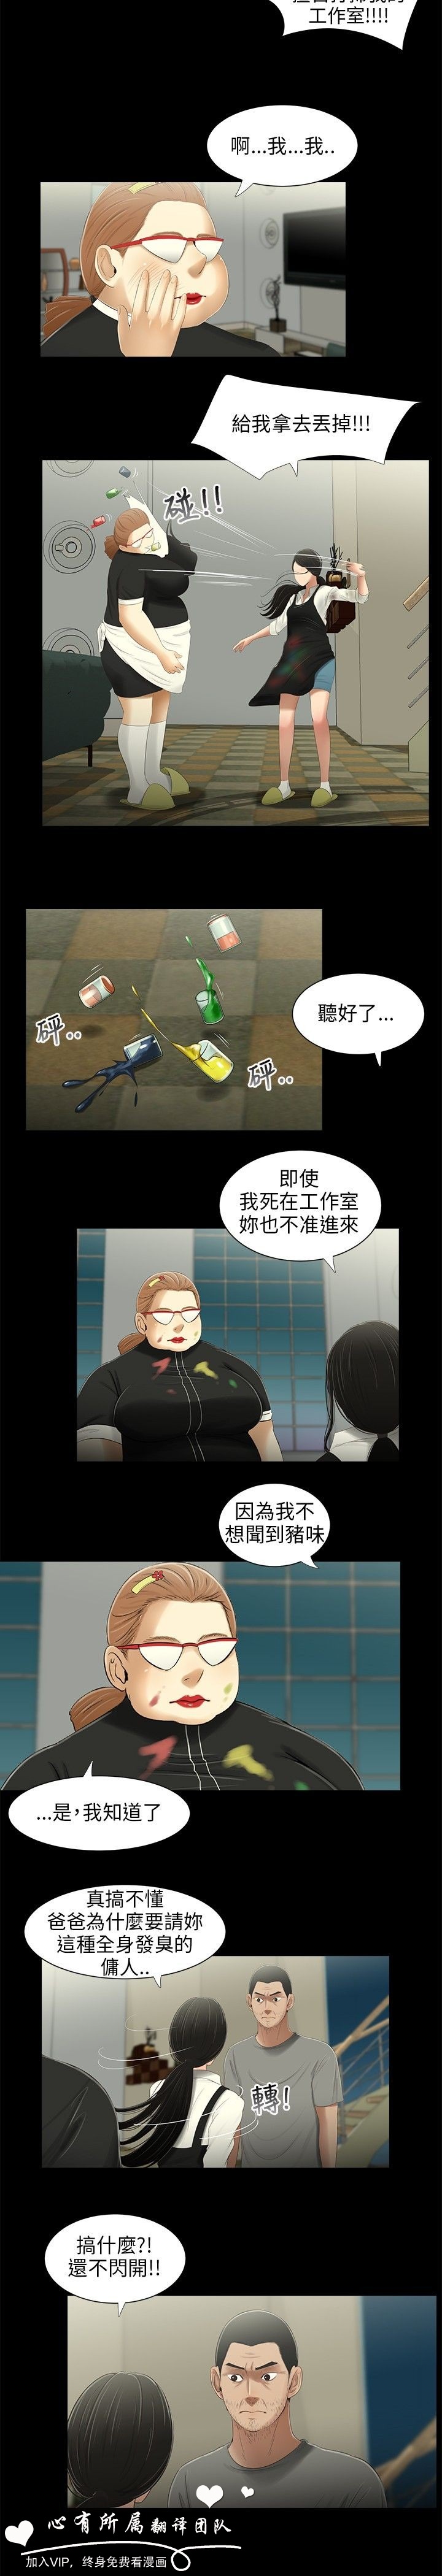 工作室!!!!
啊...我...我..
給我拿去丟掉!!!
碰!!
聽好了...
砰..
砰..
即使
我死在工作室
妳也不准進來
因為我不
想聞到豬味
...是，我知道了
真搞不懂
爸爸為什麼要請妳
這種全身發臭的
傭人..
轉!
搞什麼?!
還不閃開!!
心有所属翻译团队
加入VIP，终身免费看漫画